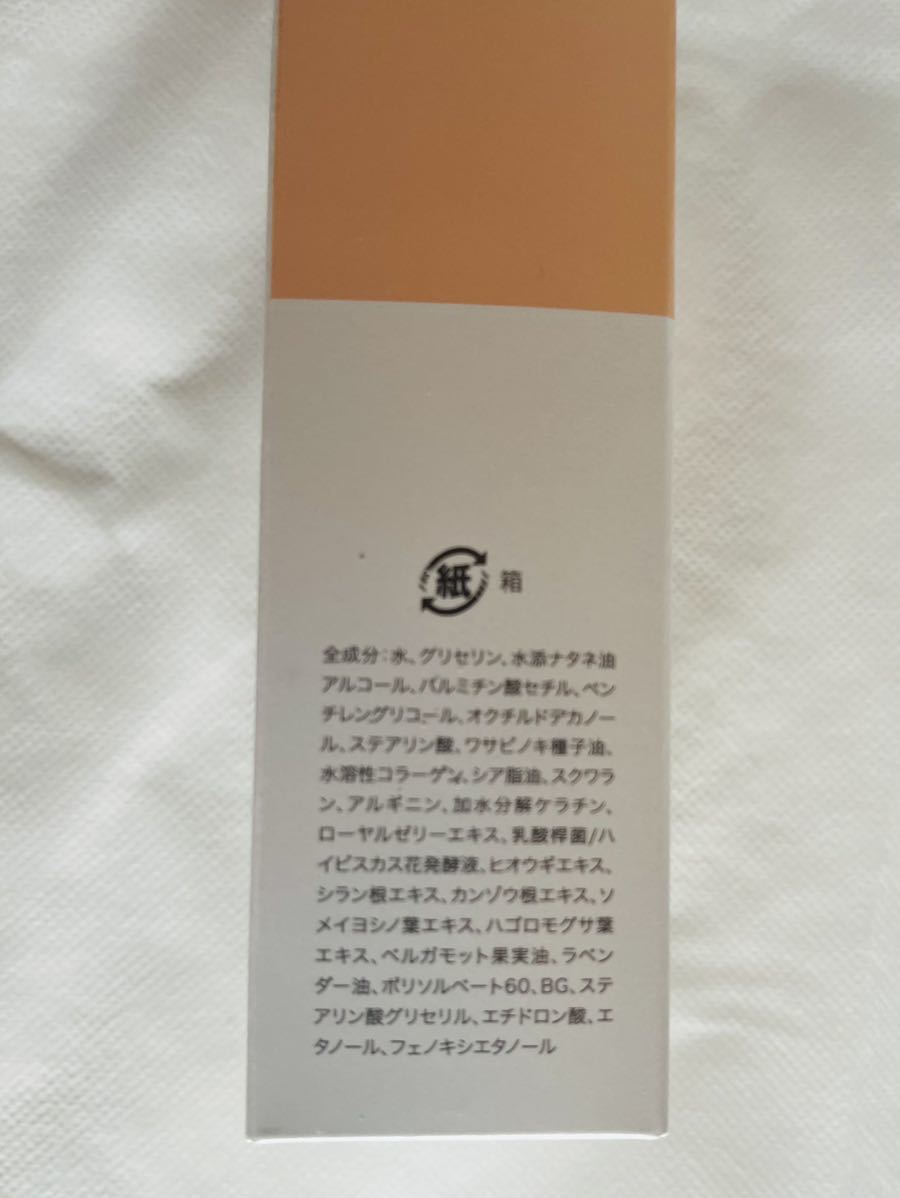 紙 箱
全成分：水、グリセリン、水添ナタネ油
アルコール、パルミチン酸セチル、ペン
チレングリコール、オクチルドデカノー
ル、ステアリン酸、ワサビノキ種子油、
水溶性コラーゲン、シア脂油、スクワラ
ン、アルギニン、加水分解ケラチン、
ローヤルゼリーエキス、乳酸桿菌/ハ
イビスカス花発酵液、ヒオウギエキス、
シラン根エキス、カンゾウ根エキス、ソ
メイヨシノ葉エキス、ハゴロモグサ葉
エキス、ベルガモット果実油、ラベン
ダー油、ポリソルベート60、BG、ステ
アリン酸グリセリル、エチドロン酸、エ
タノール、フェノキシエタノール